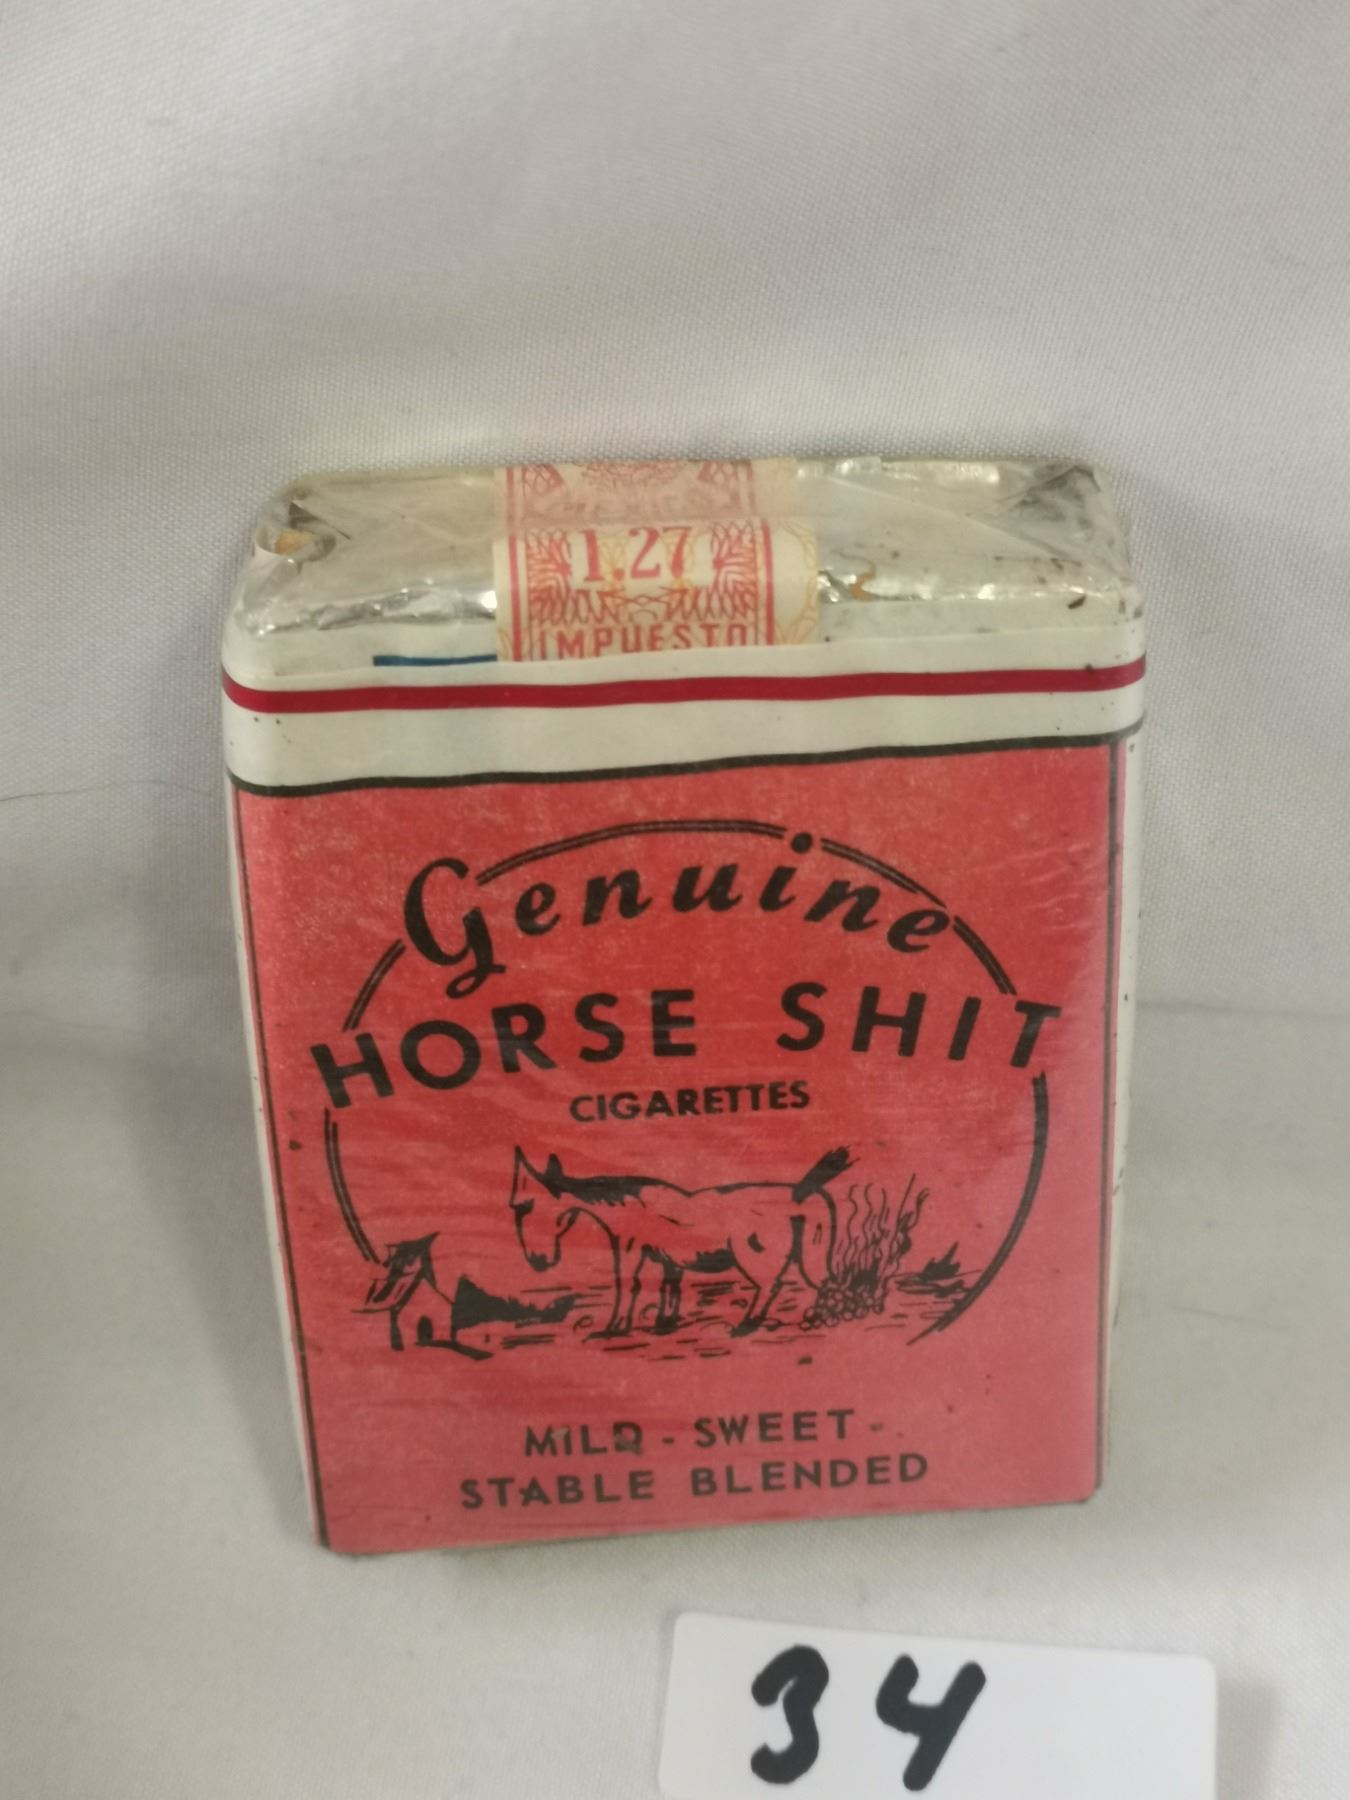 1.27
IMPUESTO
Genuine
HORSE SHIT
CIGARETTES
MILD - SWEET -
STABLE BLENDED
34